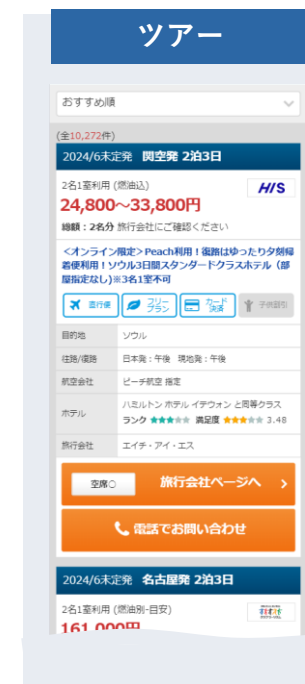 ツアー
おすすめ順
(全10,272件)
2024/6末定発 関空発 2泊3日
2名1室利用 (燃油込)
H/S
24,800～33,800円
総額：2名分 旅行会社にご確認ください
<オンライン限定>Peach利用！復路はゆったり夕刻帰
着便利用！ソウル3日間スタンダードクラスホテル（部
屋指定なし)※3名1室不可
直行便 フリープラン カード決済 子供割引
目的地 ソウル
往路/復路 日本発：午後 現地発：午後
航空会社 ピーチ航空 指定
ホテル ハミルトン ホテル イテウォン と同等クラス
ランク ★★★★★ 満足度 ★★★★★ 3.48
旅行会社 エイチ・アイ・エス
空席○ 旅行会社ページへ
電話でお問い合わせ
2024/6末定発 名古屋発 2泊3日
2名1室利用 (燃油別-目安)
161,000円